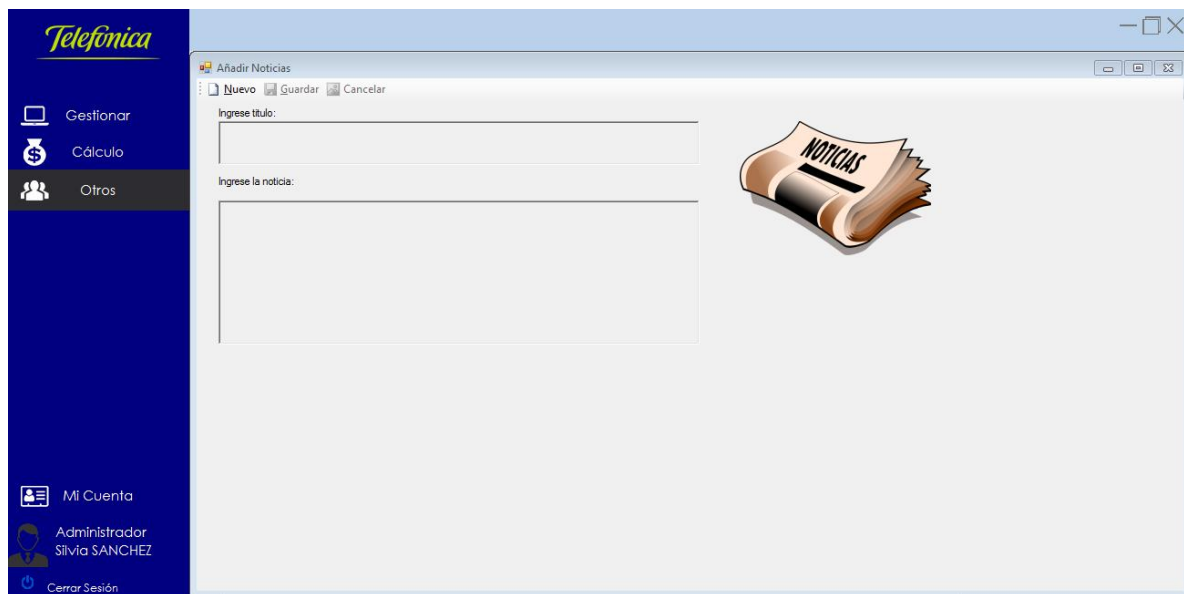 Telefónica
Gestionar
Cálculo
Otros
Mi Cuenta
Administrador
Silvia SANCHEZ
Cerrar Sesión
Añadir Noticias
Nuevo Guardar Cancelar
Ingrese titulo:
Ingrese la noticia:
NOTICIAS